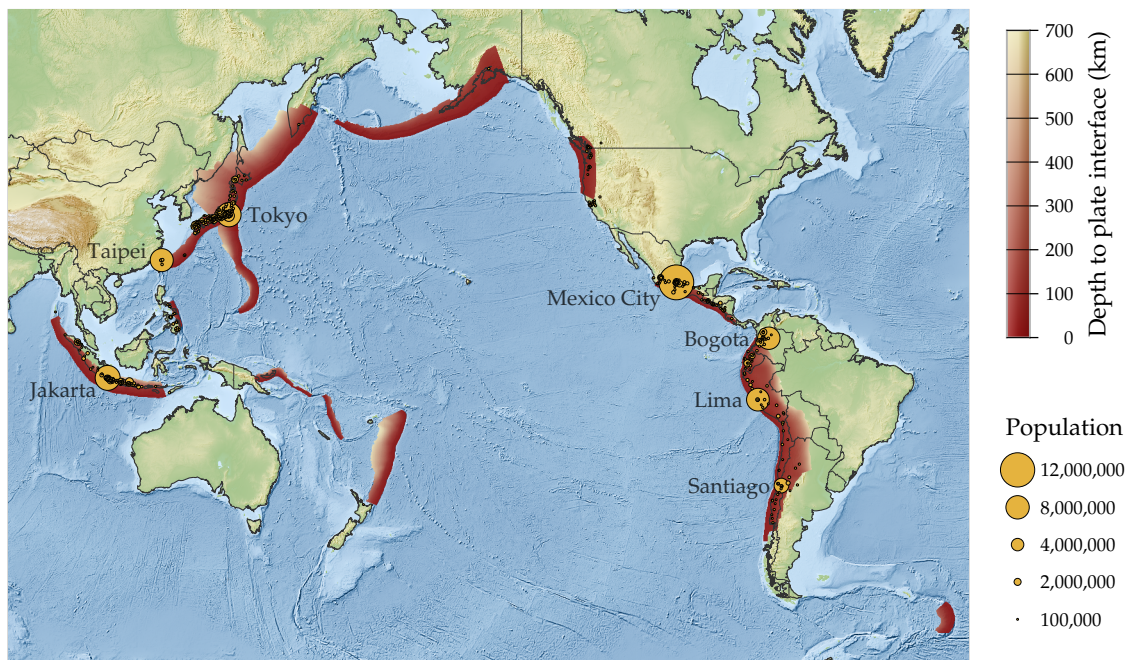 Tokyo
Taipei
Mexico City
Bogota
Jakarta
Lima
Santiago
700
600
500
400
300
200
100
0
Depth to plate interface (km)
Population
12,000,000
8,000,000
4,000,000
2,000,000
100,000